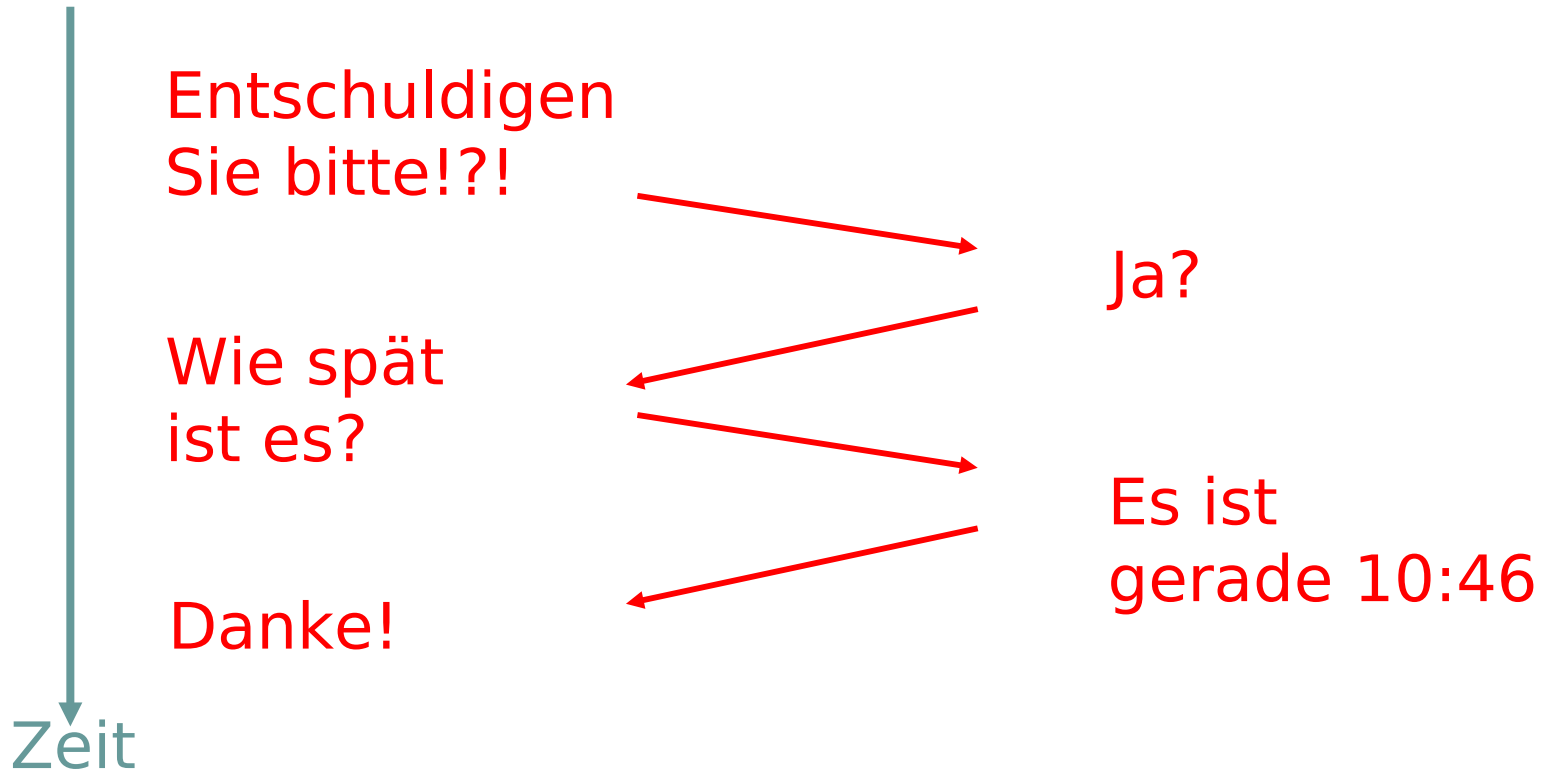 Entschuldigen
Sie bitte!?!
Ja?
Wie spät
ist es?
Es ist
gerade 10:46
Danke!
Zeit